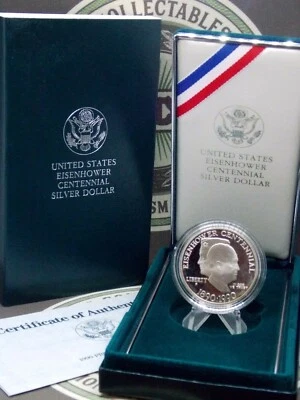 COLLECTABLES
UNITED STATES
EISENHOWER
CENTENNIAL
SILVER DOLLAR
UNITED STATES
EISENHOWER
CENTENNIAL
SILVER DOLLAR
EISENHOWER CENTENNIAL
LIBERTY
1890-1990
Certificate of Authenti